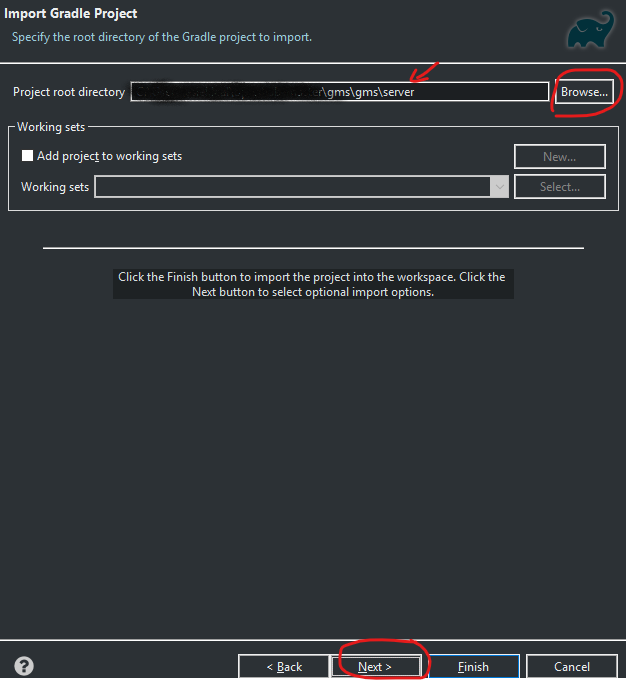 Import Gradle Project
Specify the root directory of the Gradle project to import.
Project root directory \gms\gms\server Browse...
Working sets
Add project to working sets New...
Working sets Select...
Click the Finish button to import the project into the workspace. Click the
Next button to select optional import options.
? < Back Next > Finish Cancel